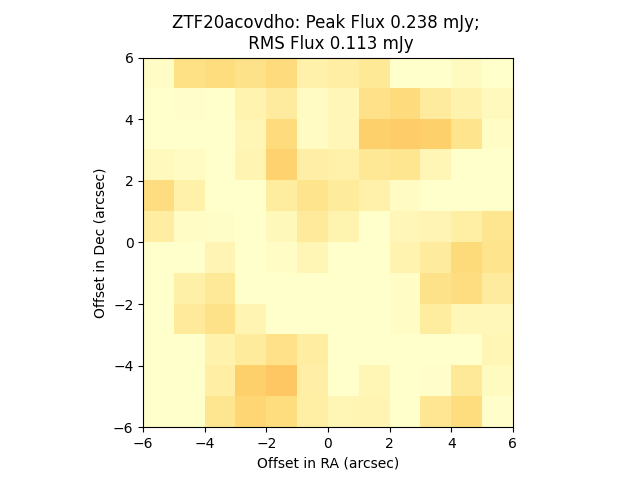 ZTF20acovdho: Peak Flux 0.238 mJy;
RMS Flux 0.113 mJy
6
4
2
0
−2
−4
−6
Offset in Dec (arcsec)
−6 −4 −2 0 2 4 6
Offset in RA (arcsec)